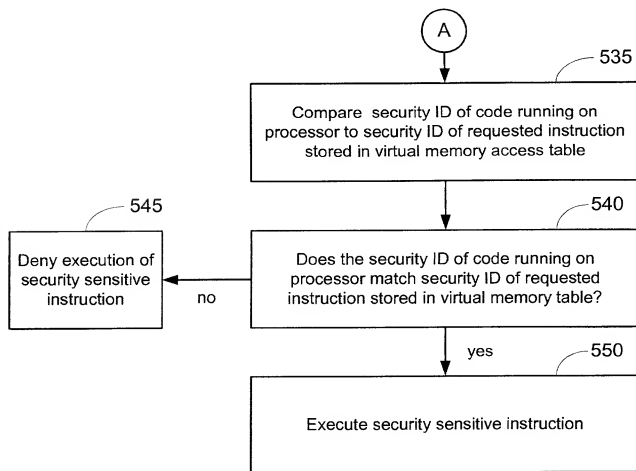 A
535
Compare security ID of code running on
processor to security ID of requested instruction
stored in virtual memory access table
545
540
Deny execution of
security sensitive
instruction
no
Does the security ID of code running on
processor match security ID of requested
instruction stored in virtual memory table?
yes
550
Execute security sensitive instruction